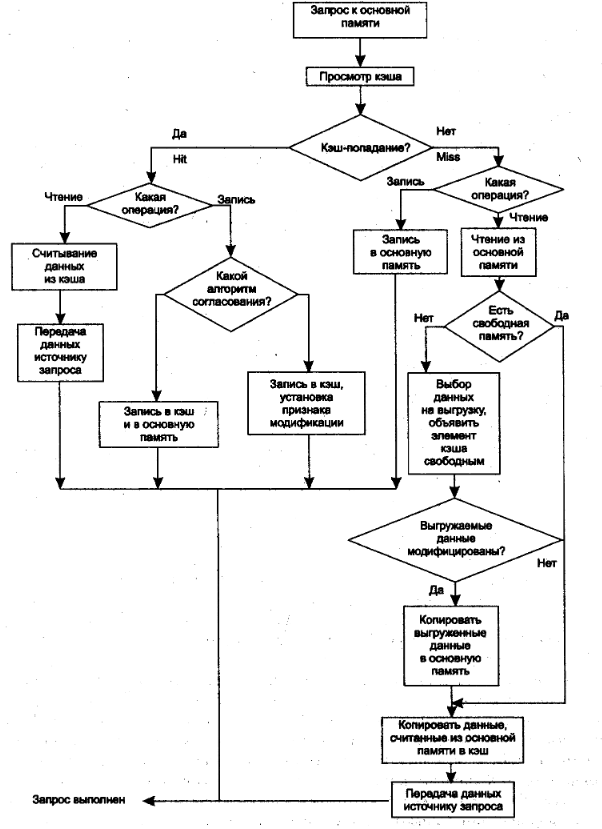 Запрос к основной
памяти
Просмотр кэша
Кэш-попадание?
Да
Hit
Нет
Miss
Какая
операция?
Чтение
Запись
Какая
операция?
Запись
Чтение
Считывание
данных
из кэша
Передача
данных
источнику
запроса
Какой
алгоритм
согласования?
Запись в кэш
и в основную
память
Запись в кэш,
установка
признака
модификации
Запись
в основную
память
Чтение из
основной
памяти
Есть
свободная
память?
Нет
Да
Выбор
данных
на выгрузку,
объявить
элемент
кэша
свободным
Выгружаемые
данные
модифицированы?
Нет
Да
Копировать
выгруженные
данные
в основную
память
Копировать данные,
считанные из основной
памяти в кэш
Передача данных
источнику запроса
Запрос выполнен